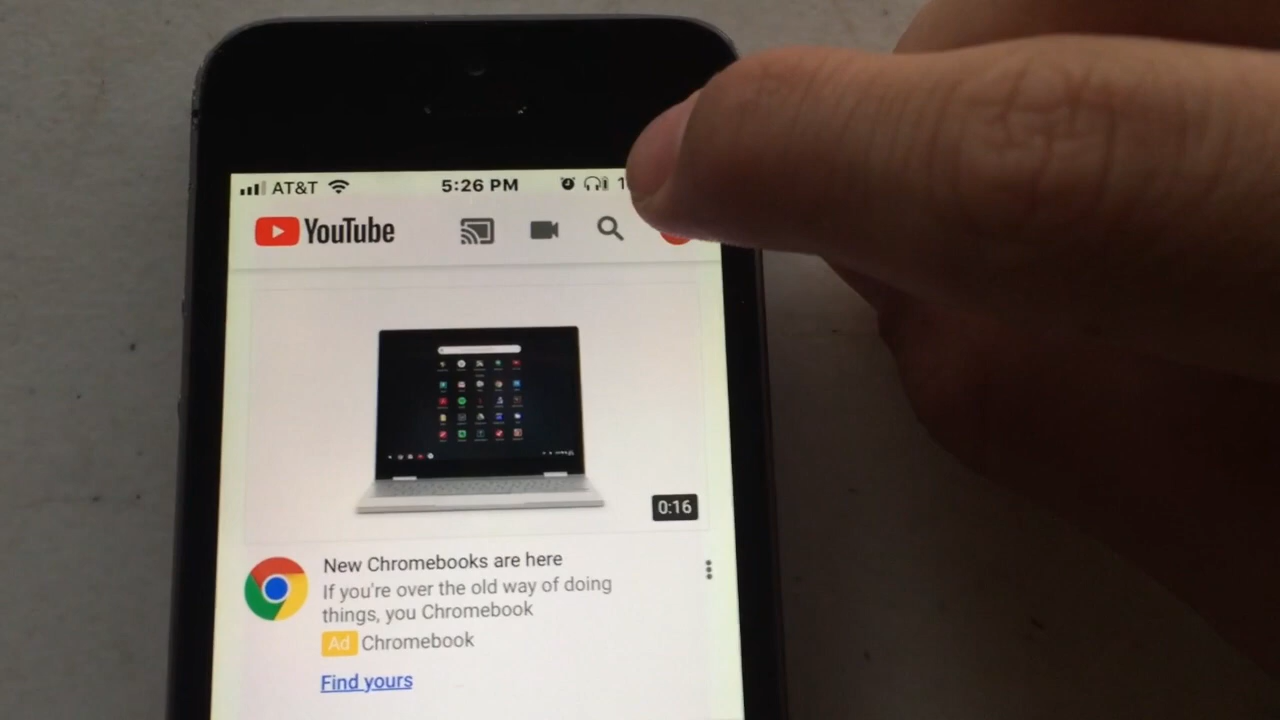 AT&T 5:26 PM
YouTube
0:16
New Chromebooks are here
If you're over the old way of doing
things, you Chromebook
Ad Chromebook
Find yours